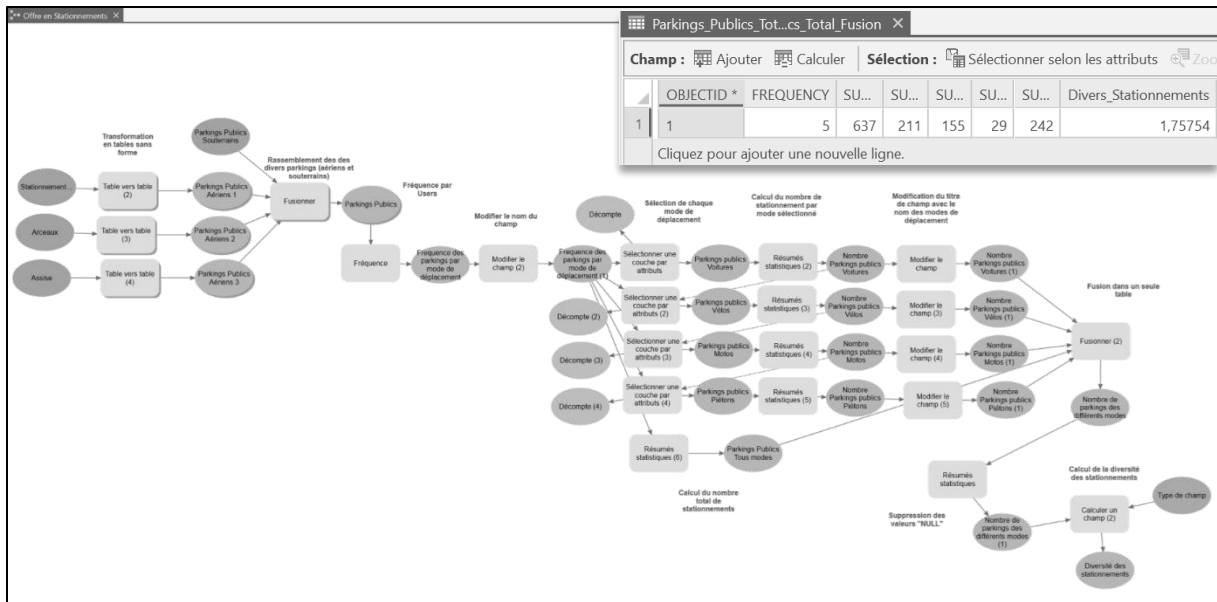 Offre en Stationnements
Parkings_Publics_Tot...cs_Total_Fusion
Champ : Ajouter Calculer Sélection : Sélectionner selon les attributs Zoo
OBJECTID * FREQUENCY SU... SU... SU... SU... SU... Divers_Stationnements
1 1 5 637 211 155 29 242 1,75754
Cliquez pour ajouter une nouvelle ligne.
Transformation
en tables sans
forme
Parkings Publics
Souterrains
Rassemblement des des
divers parkings (aériens et
souterrains)
Stationnement...
Table vers table
(2)
Parkings Publics
Aériens 1
Fusionner
Parkings Publics
Arceaux
Table vers table
(3)
Parkings Publics
Aériens 2
Assise
Table vers table
(4)
Parkings Publics
Aériens 3
Fréquence par
Users
Fréquence
Fréquence des
parkings par
mode de
déplacement
Modifier le nom du
champ
Modifier le
champ (2)
Fréquence des
parkings par
mode de
déplacement (1)
Décompte
Décompte (2)
Décompte (3)
Décompte (4)
Sélection de chaque
mode de
déplacement
Calcul du nombre de
stationnement par
mode sélectionné
Modification du titre
de champ avec le
nom des modes de
déplacement
Sélectionner une
couche par
attributs
Parkings publics
Voitures
Résumés
statistiques (2)
Nombre
Parkings publics
Voitures
Modifier le
champ
Nombre
Parkings publics
Voitures (1)
Sélectionner une
couche par
attributs (2)
Parkings publics
Vélos
Résumés
statistiques (3)
Nombre
Parkings publics
Vélos
Modifier le
champ (3)
Nombre
Parkings publics
Vélos (1)
Sélectionner une
couche par
attributs (3)
Parkings publics
Motos
Résumés
statistiques (4)
Nombre
Parkings publics
Motos
Modifier le
champ (4)
Nombre
Parkings publics
Motos (1)
Sélectionner une
couche par
attributs (4)
Parkings publics
Piétons
Résumés
statistiques (5)
Nombre
Parkings publics
Piétons
Modifier le
champ (5)
Nombre
Parkings publics
Piétons (1)
Résumés
statistiques (6)
Parkings Publics
Tous modes
Calcul du nombre
total de
stationnements
Fusion dans un seule
table
Fusionner (2)
Nombre de
parkings des
différents modes
Résumés
statistiques
Suppression des
valeurs "NULL"
Nombre de
parkings des
différents modes
(1)
Calcul de la diversité
des stationnements
Calculer un
champ (2)
Type de champ
Diversité des
stationnements